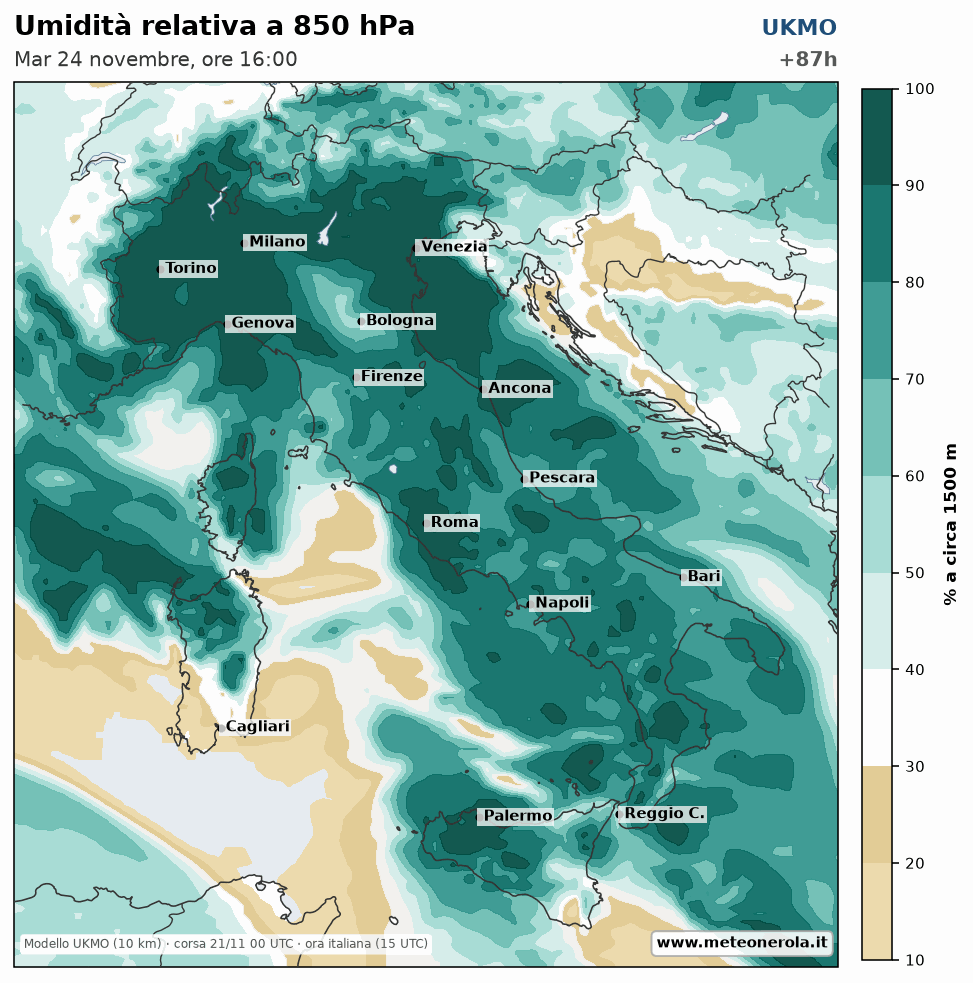 Umidità relativa a 850 hPa
UKMO
Mar 24 novembre, ore 16:00
+87h
Milano
Venezia
Torino
Genova
Bologna
Firenze
Ancona
Pescara
Roma
Bari
Napoli
Cagliari
Palermo
Reggio C.
100
90
80
70
60
50
40
30
20
10
% a circa 1500 m
Modello UKMO (10 km) · corsa 21/11 00 UTC · ora italiana (15 UTC)
www.meteonerola.it